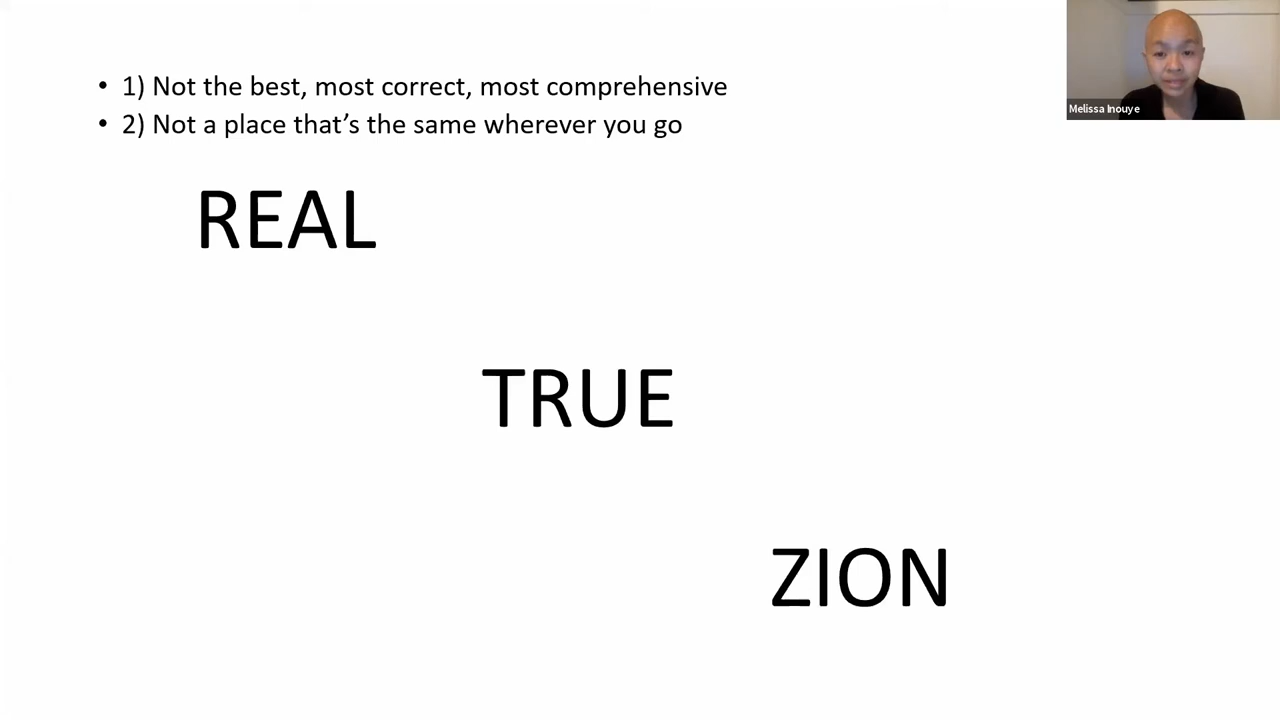 • 1) Not the best, most correct, most comprehensive
• 2) Not a place that’s the same wherever you go
Melissa Inouye
REAL
TRUE
ZION